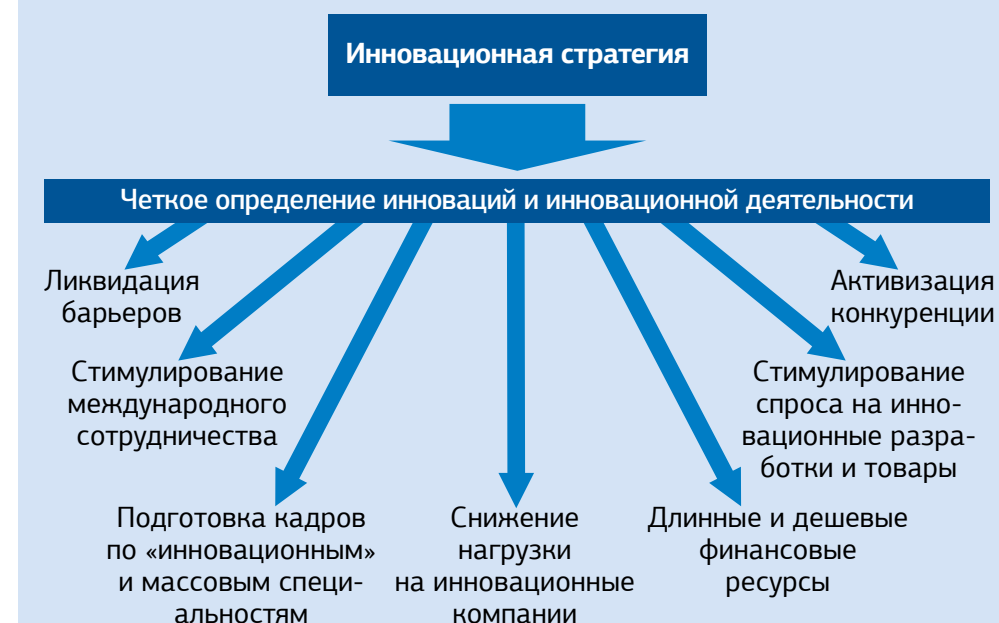 Инновационная стратегия
Четкое определение инноваций и инновационной деятельности
Ликвидация
барьеров
Активизация
конкуренции
Стимулирование
международного
сотрудничества
Стимулирование
спроса на инно-
вационные разра-
ботки и товары
Подготовка кадров
по «инновационным»
и массовым специ-
альностям
Снижение
нагрузки
на инновационные
компании
Длинные и дешевые
финансовые
ресурсы